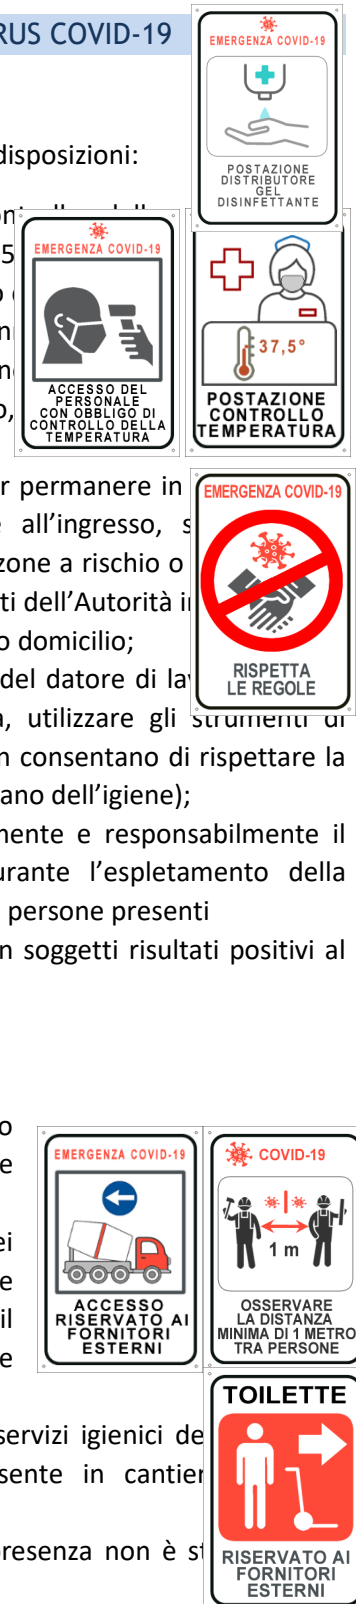 RUS COVID-19
EMERGENZA COVID-19
POSTAZIONE
DISTRIBUTORE
GEL
DISINFETTANTE
disposizioni:
EMERGENZA COVID-19
ACCESSO DEL
PERSONALE
CON OBBLIGO DI
CONTROLLO DELLA
TEMPERATURA
37,5°
POSTAZIONE
CONTROLLO
TEMPERATURA
r permanere in
e all’ingresso, s
zone a rischio o
ti dell’Autorità i
o domicilio;
del datore di la
EMERGENZA COVID-19
RISPETTA
LE REGOLE
a, utilizzare gli strumenti di
n consentano di rispettare la
ano dell’igiene);
mente e responsabilmente il
urante l’espletamento della
persone presenti
n soggetti risultati positivi al
o
e
ei
e
il
e
EMERGENZA COVID-19
ACCESSO
RISERVATO AI
FORNITORI
ESTERNI
COVID-19
1 m
OSSERVARE
LA DISTANZA
MINIMA DI 1 METRO
TRA PERSONE
servizi igienici de
sente in cantier
presenza non è st
TOILETTE
RISERVATO AI
FORNITORI
ESTERNI